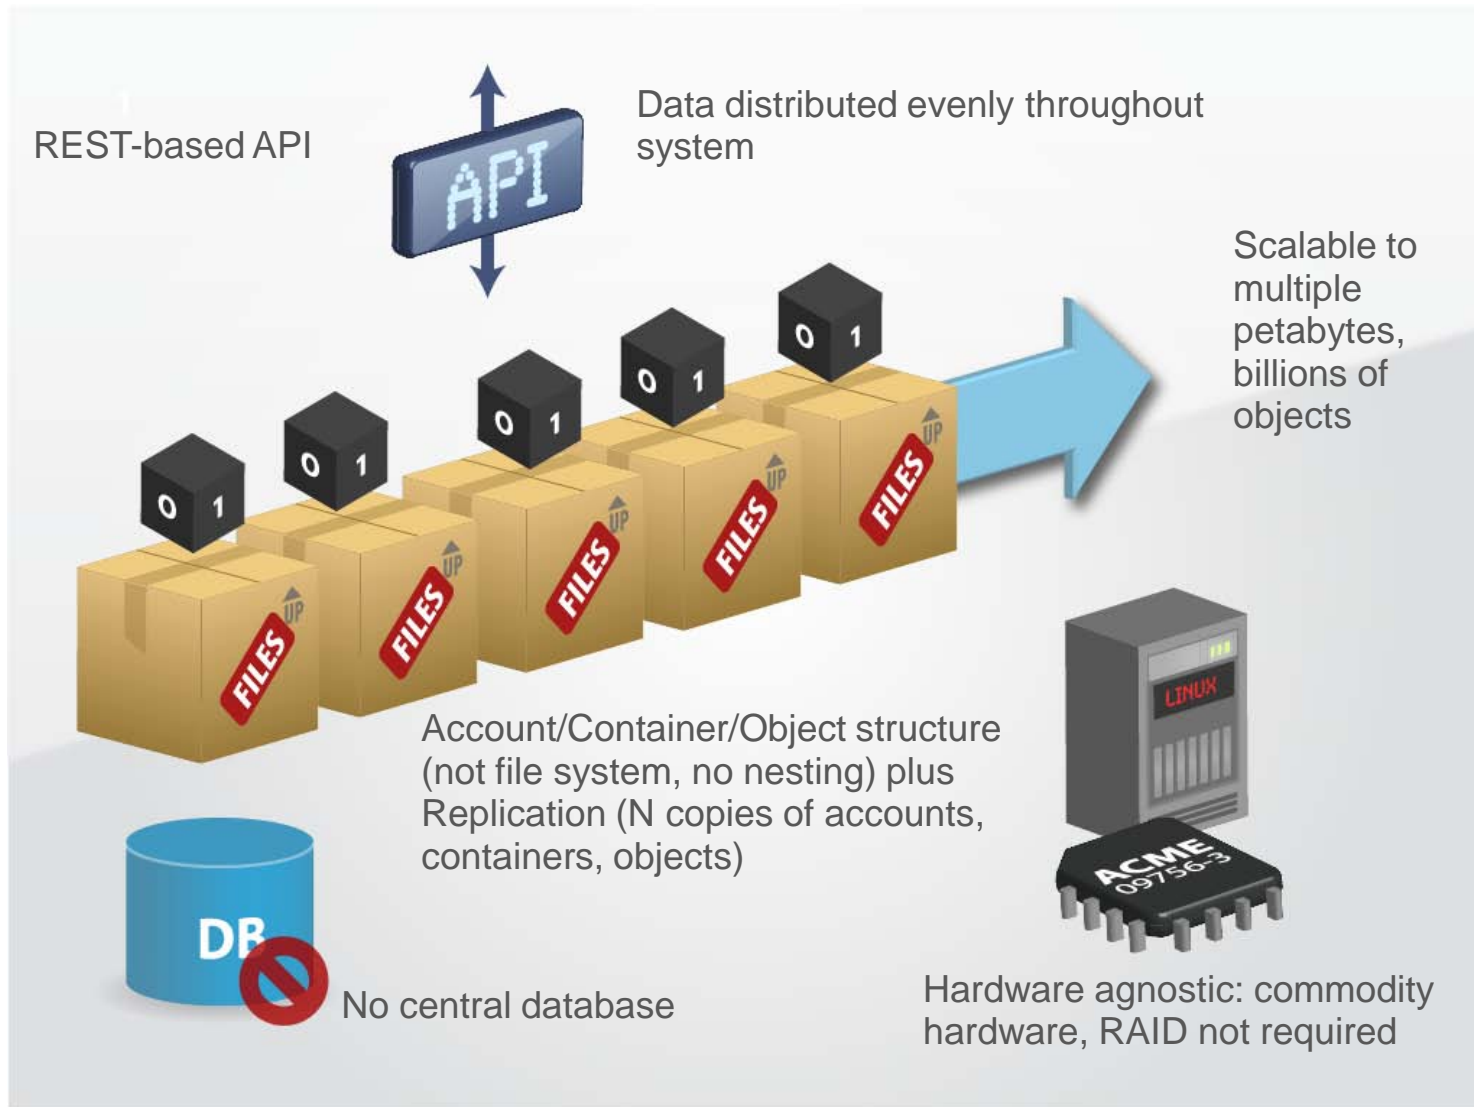 1
REST-based API
API
Data distributed evenly throughout
system
Scalable to
multiple
petabytes,
billions of
objects
0 1
0 1
0 1
0 1
0 1
UP
FILES
UP
FILES
UP
FILES
UP
FILES
UP
FILES
LINUX
Account/Container/Object structure
(not file system, no nesting) plus
Replication (N copies of accounts,
containers, objects)
ACME
09756-3
DB
No central database
Hardware agnostic: commodity
hardware, RAID not required